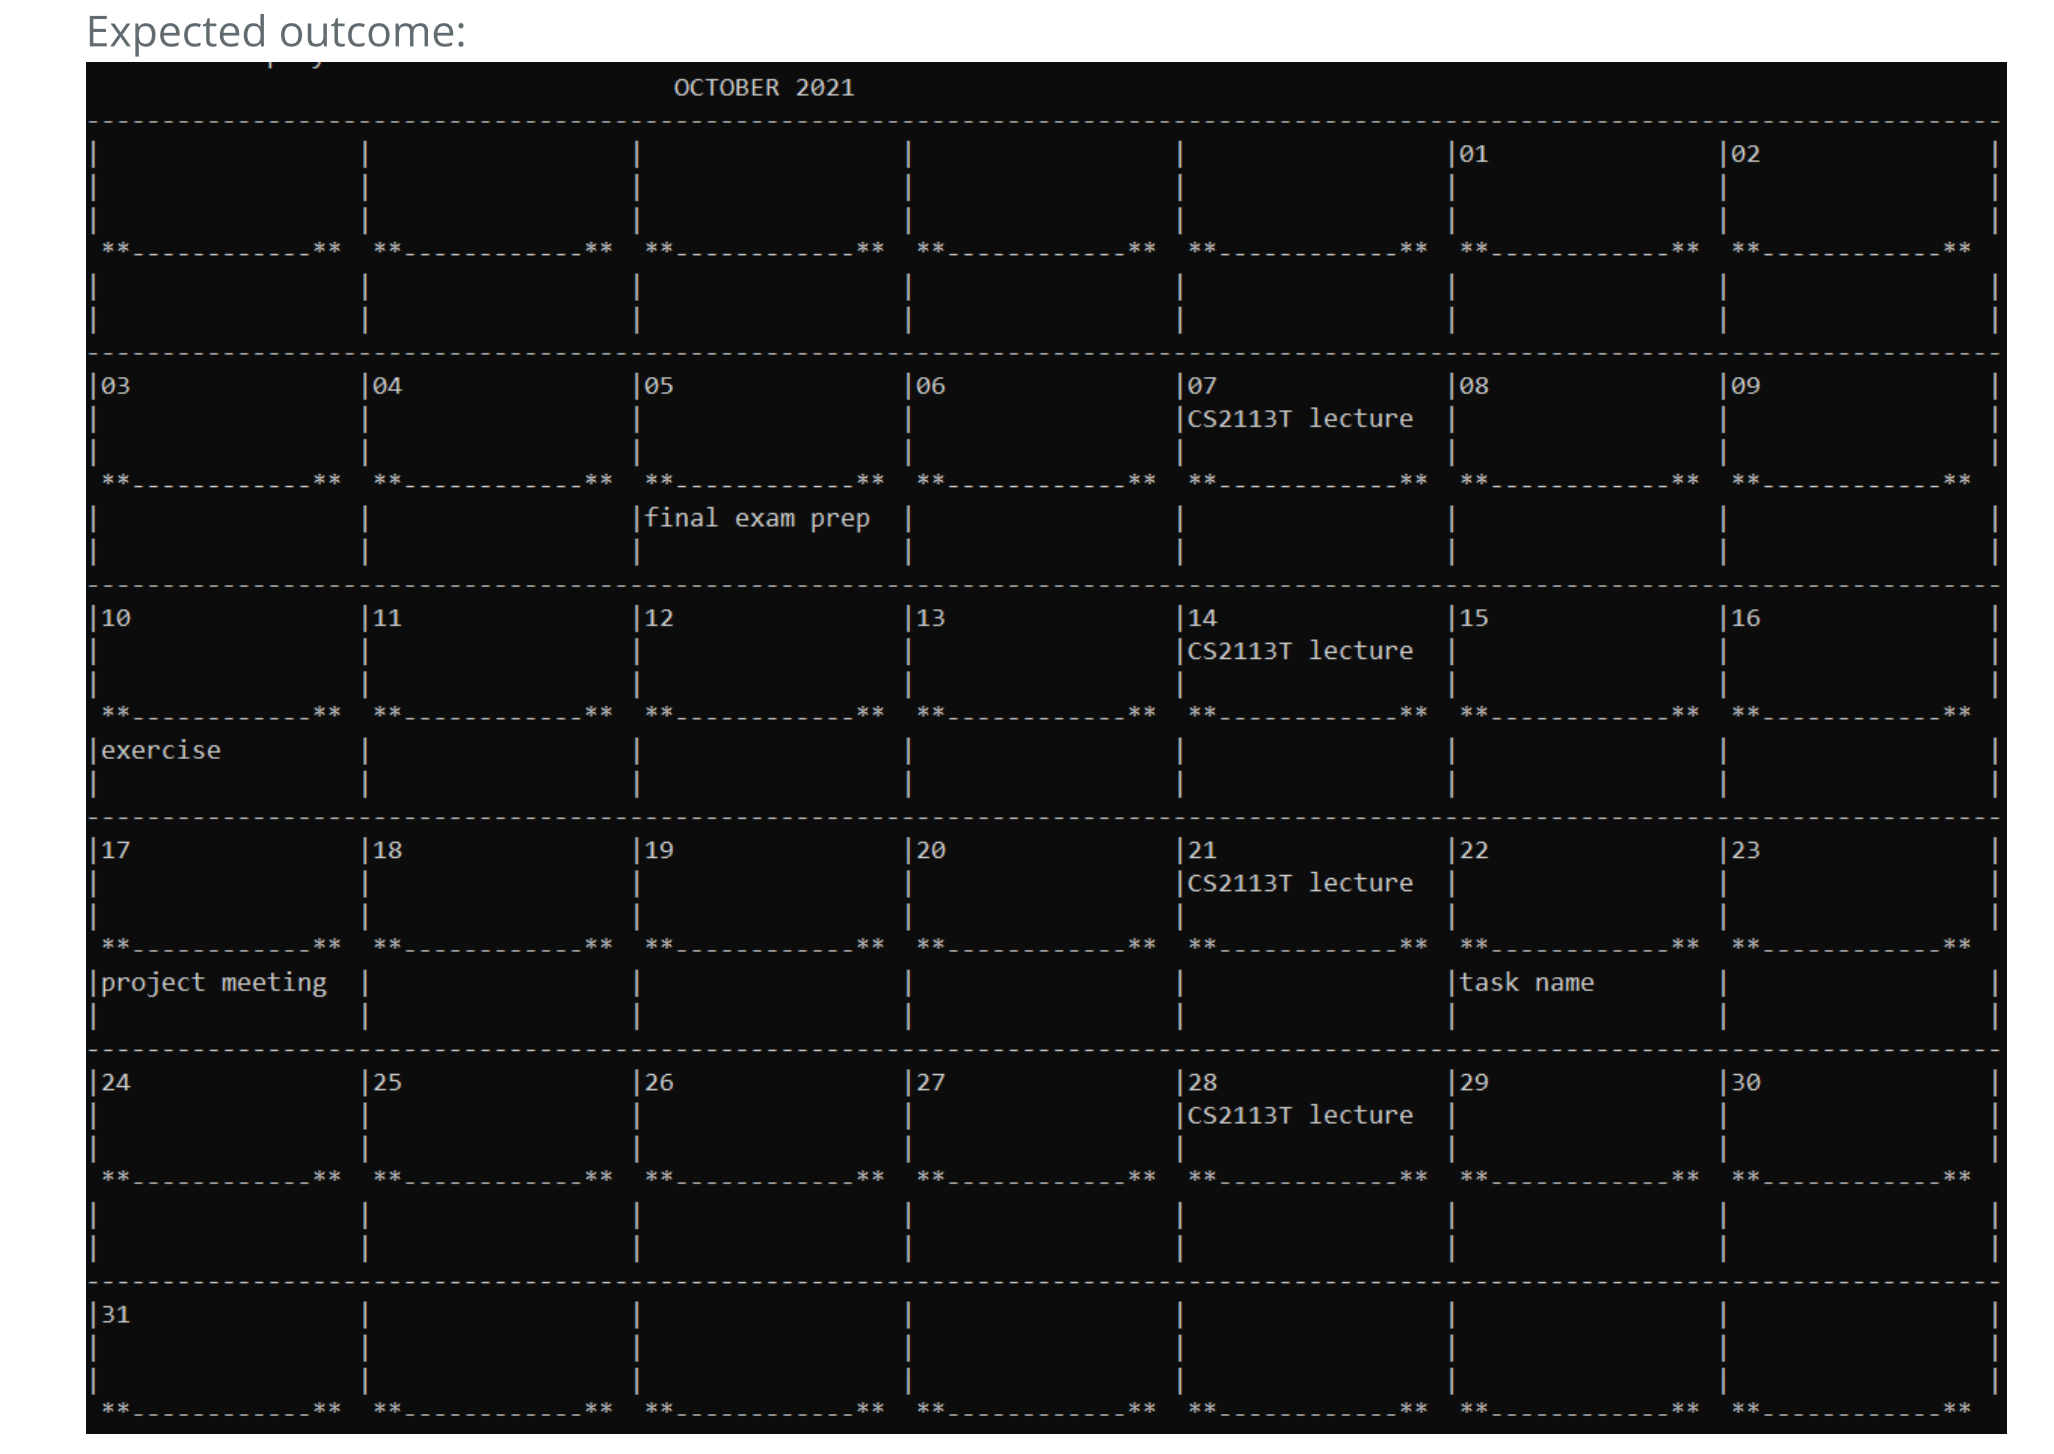 Expected outcome:
OCTOBER 2021
01 02
03 04 05 06 07 08 09
CS2113T lecture
final exam prep
10 11 12 13 14 15 16
CS2113T lecture
exercise
17 18 19 20 21 22 23
CS2113T lecture
project meeting task name
24 25 26 27 28 29 30
CS2113T lecture
31